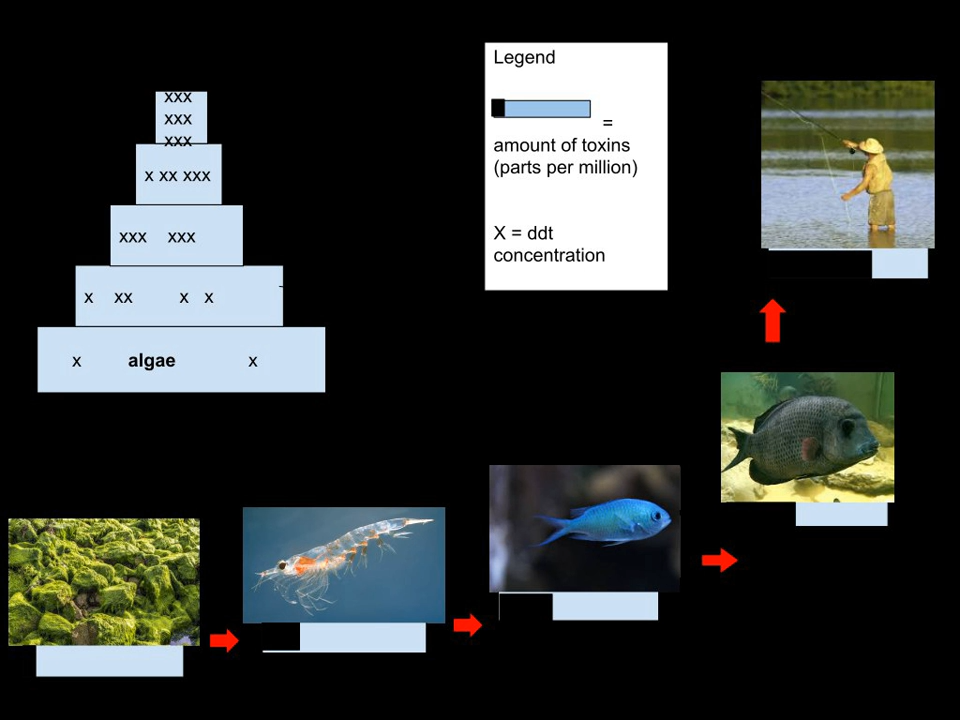 xxx
xxx
xxx
x xx xxx
xxx xxx
x xx x x
x algae x
Legend
=
amount of toxins
(parts per million)
X = ddt
concentration